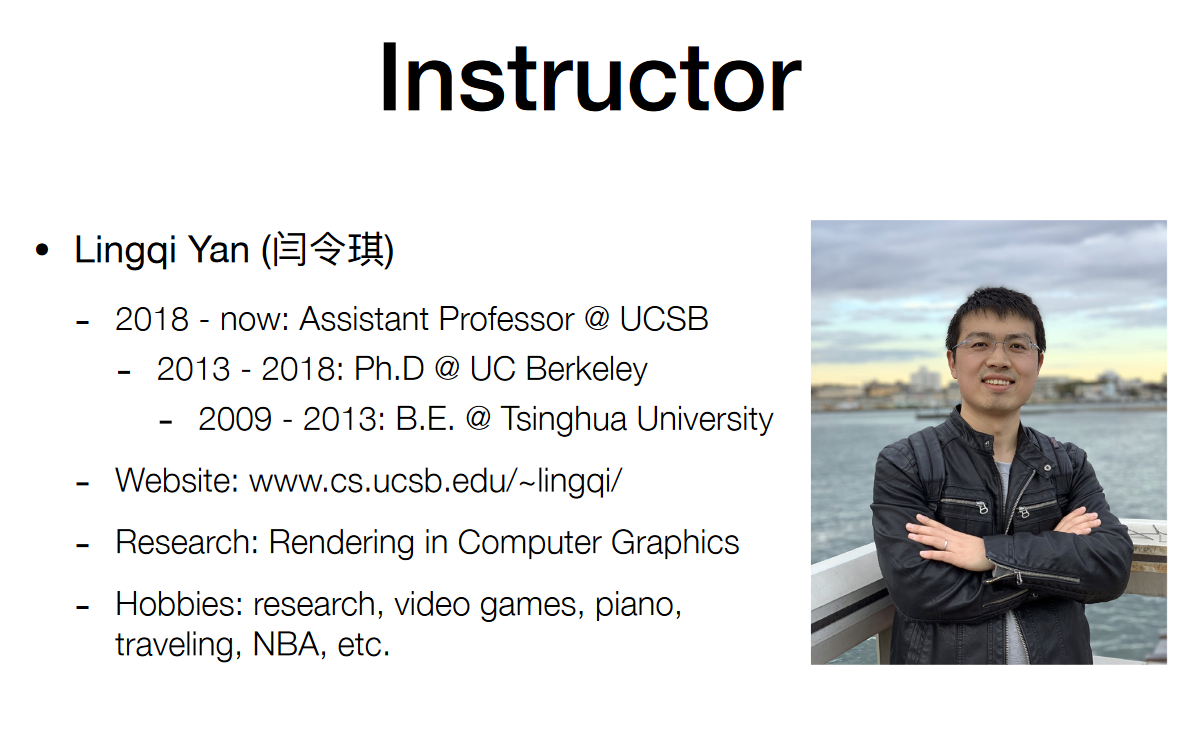 Instructor
• Lingqi Yan (闫令琪)
- 2018 - now: Assistant Professor @ UCSB
- 2013 - 2018: Ph.D @ UC Berkeley
- 2009 - 2013: B.E. @ Tsinghua University
- Website: www.cs.ucsb.edu/~lingqi/
- Research: Rendering in Computer Graphics
- Hobbies: research, video games, piano,
traveling, NBA, etc.